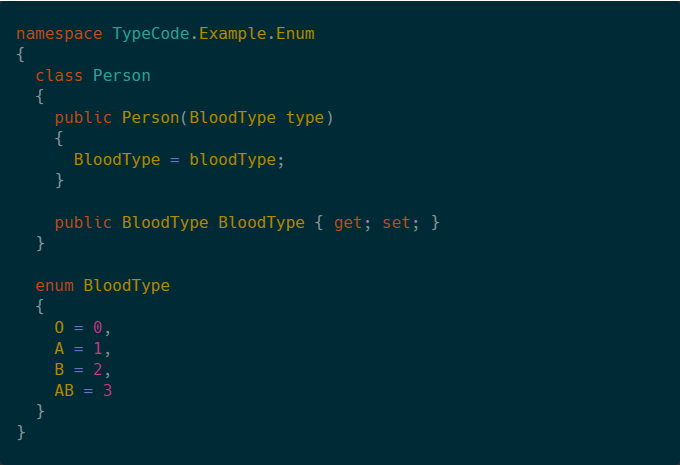 namespace TypeCode.Example.Enum
{
  class Person
  {
    public Person(BloodType type)
    {
      BloodType = bloodType;
    }

    public BloodType BloodType { get; set; }
  }

  enum BloodType
  {
    O = 0,
    A = 1,
    B = 2,
    AB = 3
  }
}